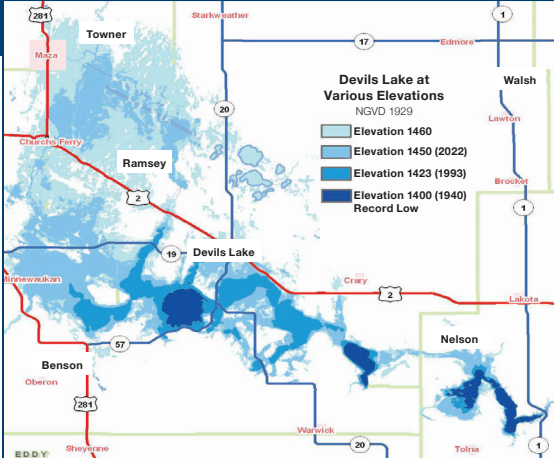 281
Starkweather
1
Towner
17
Edmore
Maza
Devils Lake at
Various Elevations
NGVD 1929
Walsh
20
Elevation 1460
Lawton
Elevation 1450 (2022)
Churchs Ferry
Ramsey
Elevation 1423 (1993)
Brocket
2
Elevation 1400 (1940)
Record Low
1
19
Devils Lake
Minnewaukan
Crary
2
Lakota
57
Nelson
Benson
Oberon
281
Warwick
20
1
Sheyenne
Tolna
EDDY